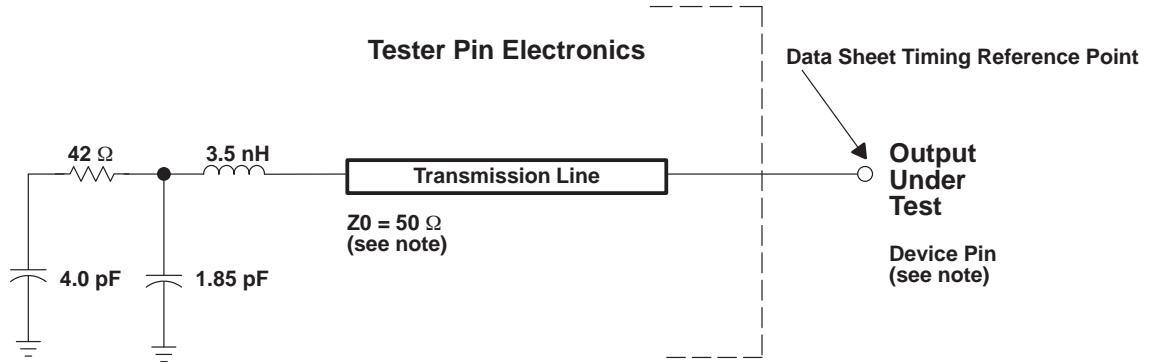 Tester Pin Electronics
Data Sheet Timing Reference Point
42 Ω
3.5 nH
Transmission Line
Output
Under
Test
Z0 = 50 Ω
(see note)
Device Pin
(see note)
4.0 pF
1.85 pF